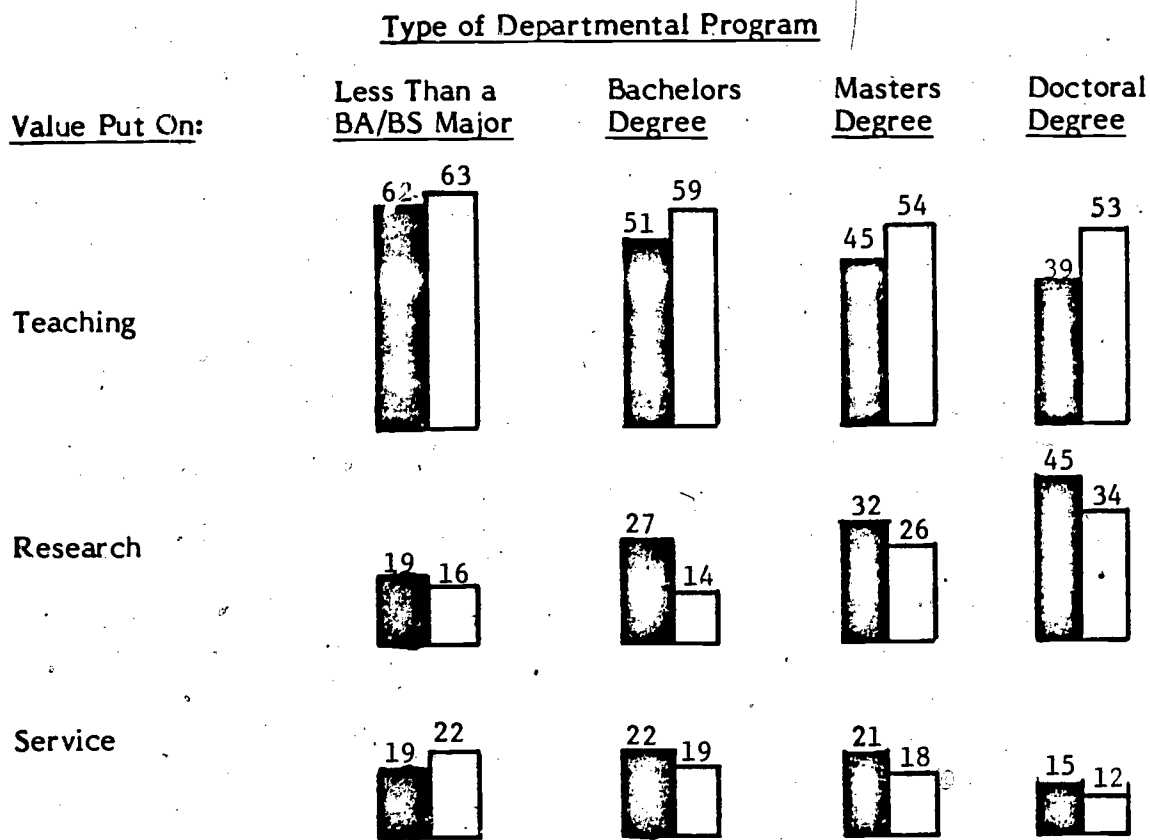 Type of Departmental Program
Value Put On:
Less Than a
BA/BS Major
Bachelors
Degree
Masters
Degree
Doctoral
Degree
Teaching
62 63 51 59 45 54 39 53
Research
19 16 27 14 32 26 45 34
Service
19 22 22 19 21 18 15 12